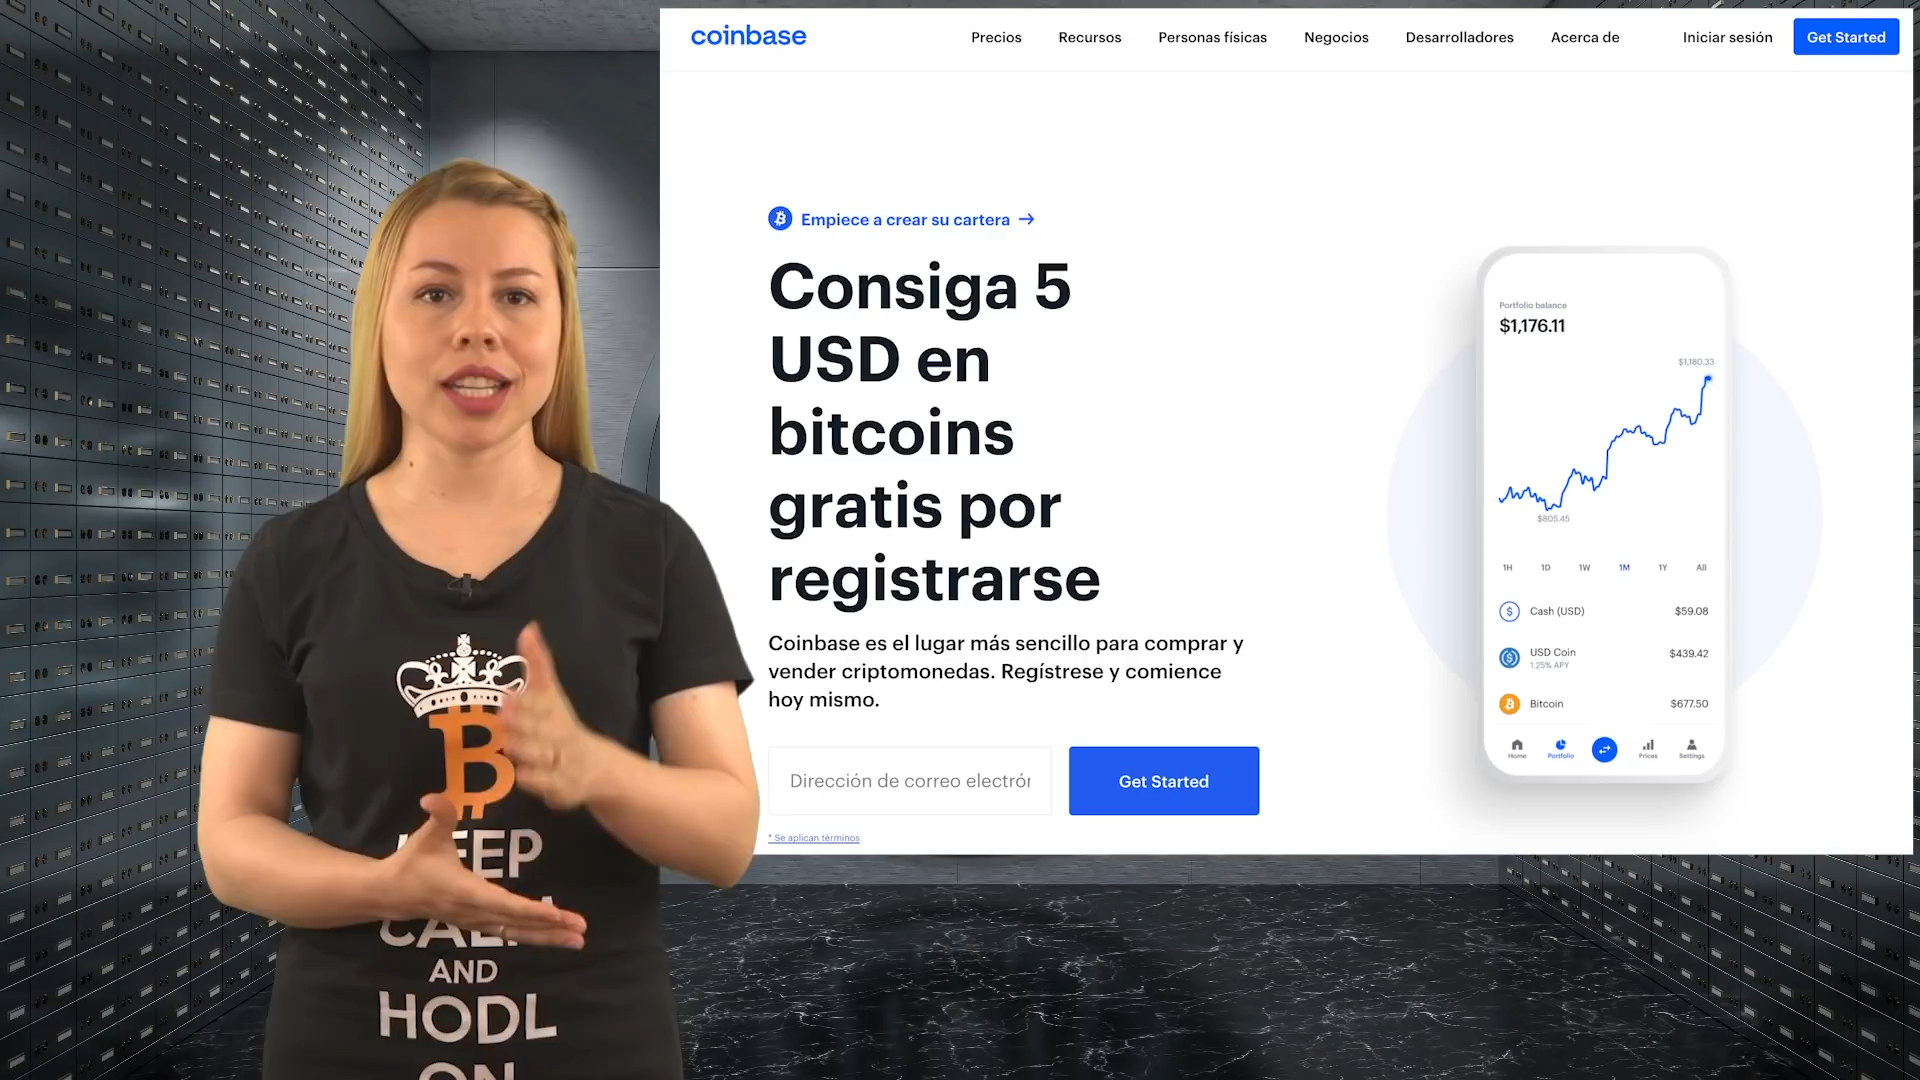 coinbase
Precios
Recursos
Personas físicas
Negocios
Desarrolladores
Acerca de
Iniciar sesión
Get Started
Empiece a crear su cartera →
Consiga 5
USD en
bitcoins
gratis por
registrarse
Coinbase es el lugar más sencillo para comprar y
vender criptomonedas. Regístrese y comience
hoy mismo.
Dirección de correo electrón
Get Started
* Se aplican términos
Portfolio balance
$1,176.11
$1,180.33
$805.45
1H 1D 1W 1M 1Y All
Cash (USD) $59.08
USD Coin $439.42
1.25% APY
Bitcoin $677.50
Home Portfolio Prices Settings
AND
HODL
ON